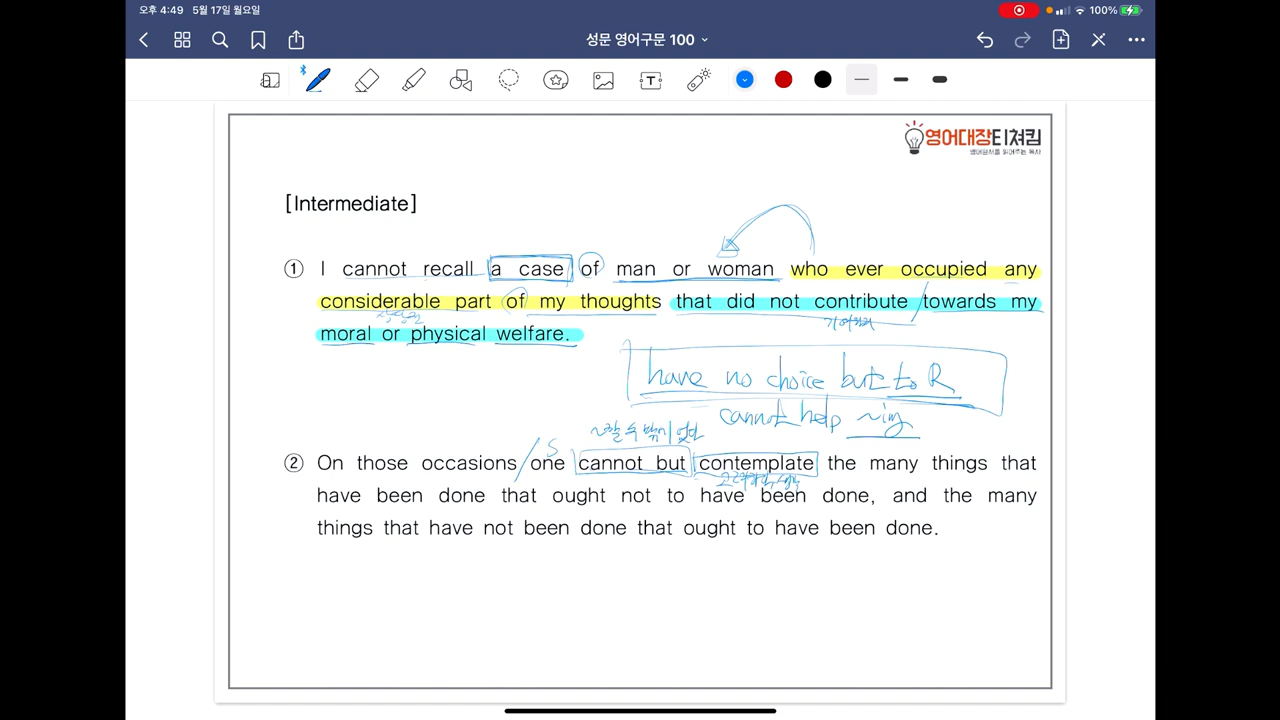 오후 4:49 5월 17일 월요일
100%
성문 영어구문 100
영어대장티쳐킴
[Intermediate]
① I cannot recall a case of man or woman who ever occupied any
considerable part of my thoughts that did not contribute towards my
상당한
기여하다
moral or physical welfare.
have no choice but to R
cannot help ~ing
~할 수 밖에 없다
S
② On those occasions one cannot but contemplate the many things that
have been done that ought not to have been done, and the many
things that have not been done that ought to have been done.